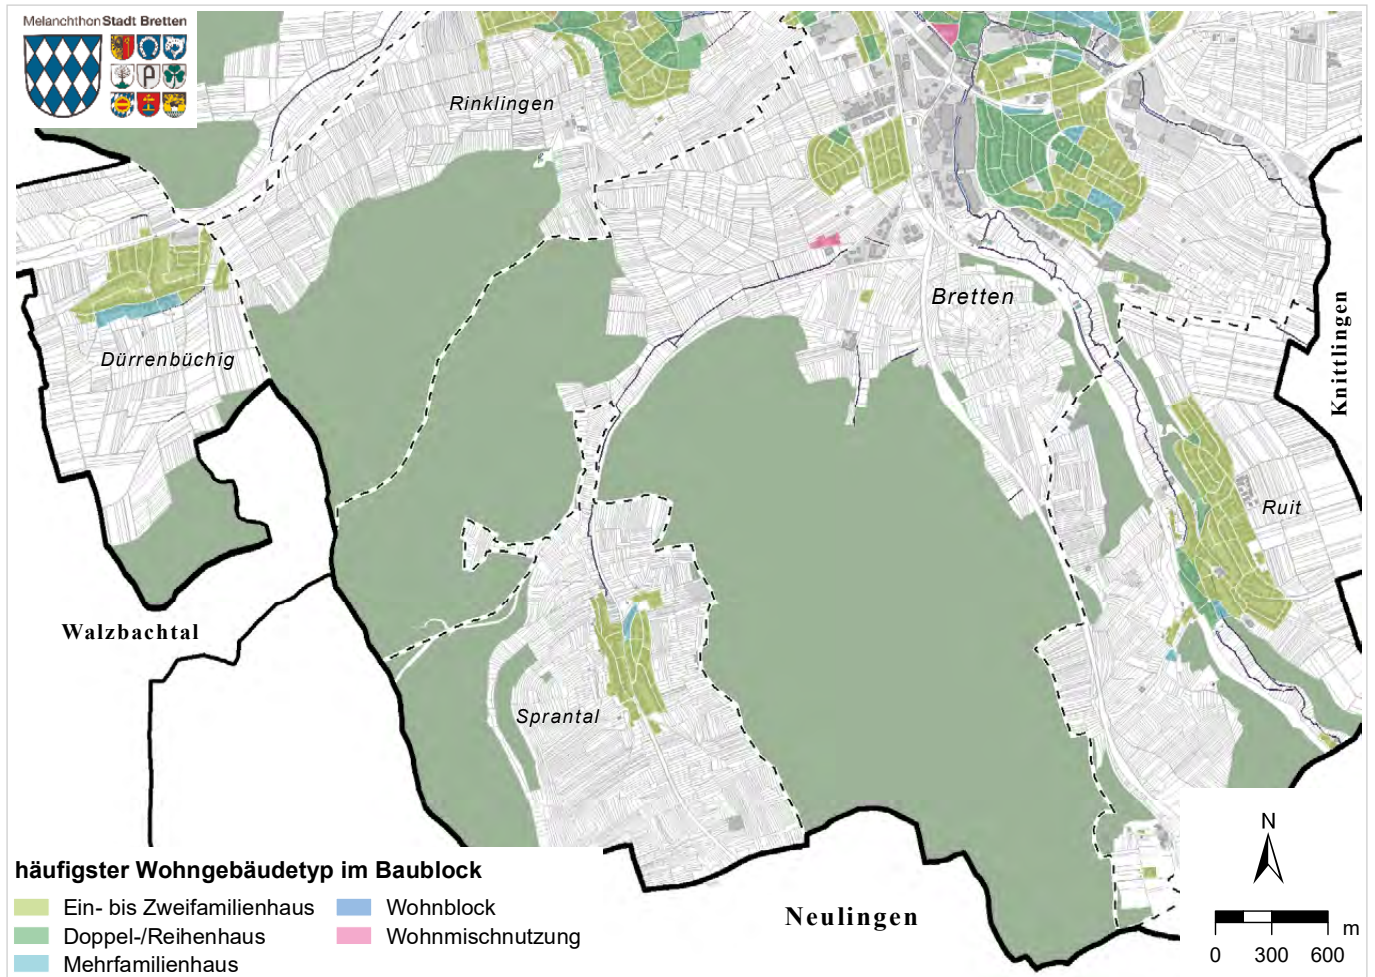 Melanchthon Stadt Bretten
Rinklingen
Bretten
Dürrenbüchig
Knittlingen
Ruit
Walzbachtal
Sprantal
Neulingen
häufigster Wohngebäudetyp im Baublock
Ein- bis Zweifamilienhaus
Doppel-/Reihenhaus
Mehrfamilienhaus
Wohnblock
Wohnmischnutzung
N
m
0 300 600